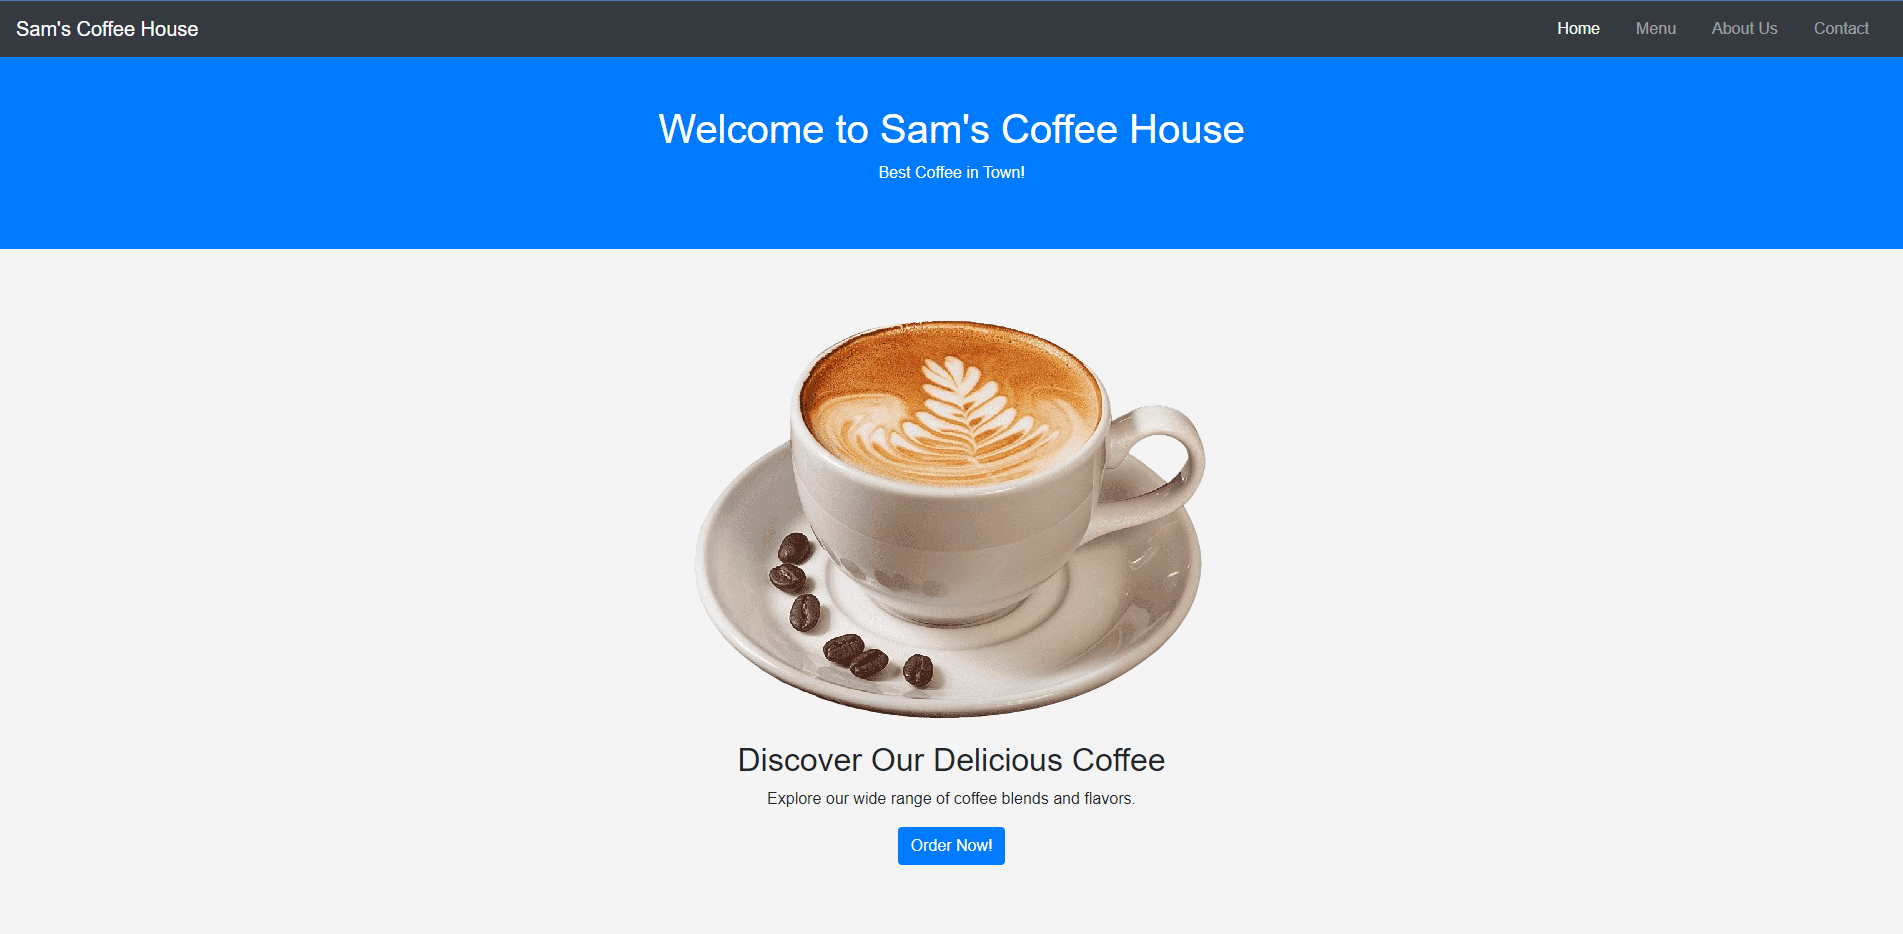 Sam's Coffee House
Home Menu About Us Contact
Welcome to Sam's Coffee House
Best Coffee in Town!
Discover Our Delicious Coffee
Explore our wide range of coffee blends and flavors.
Order Now!